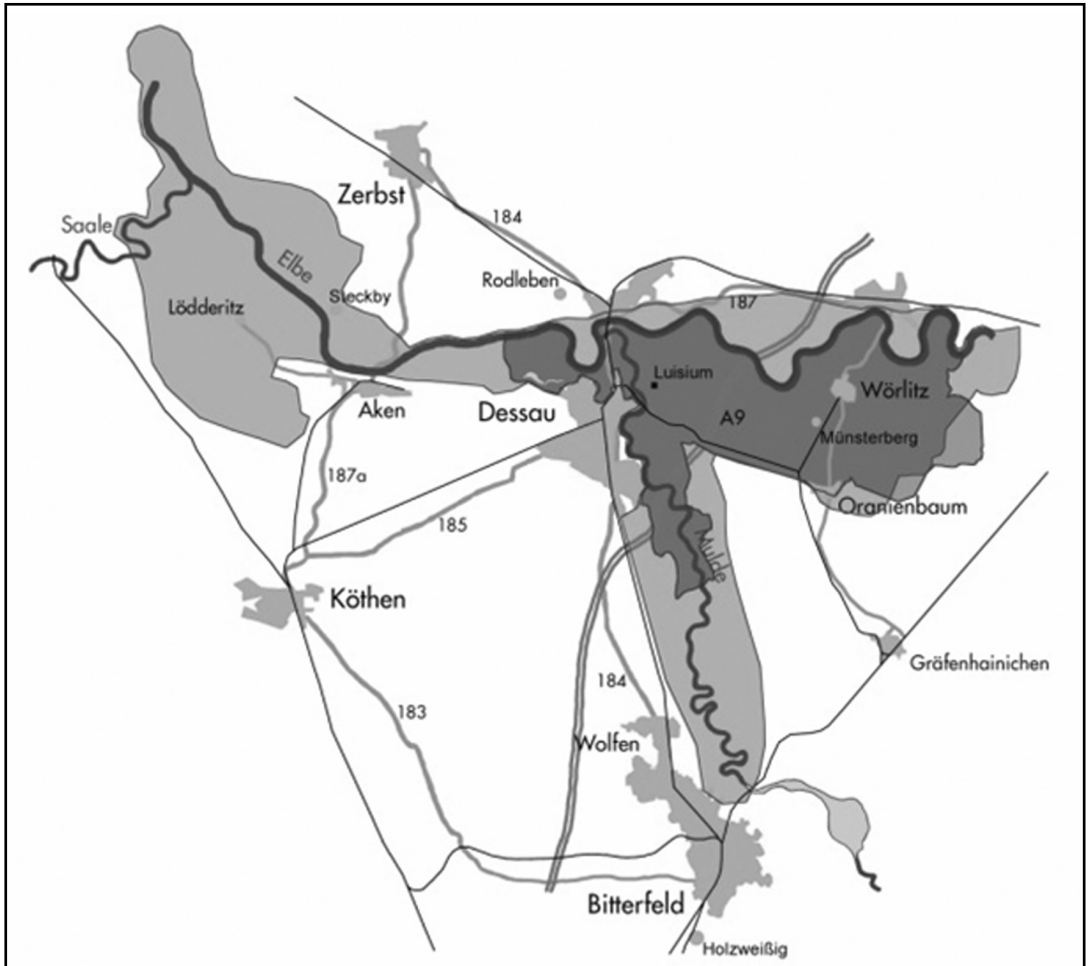 Zerbst
184
Saale
Elbe
Rodleben
Steckby
187
Lödderitz
Luisium
Wörlitz
Aken
Dessau
A9
Münsterberg
187a
Oranienbaum
185
Mulde
Köthen
Gräfenhainichen
184
183
Wolfen
Bitterfeld
Holzweißig